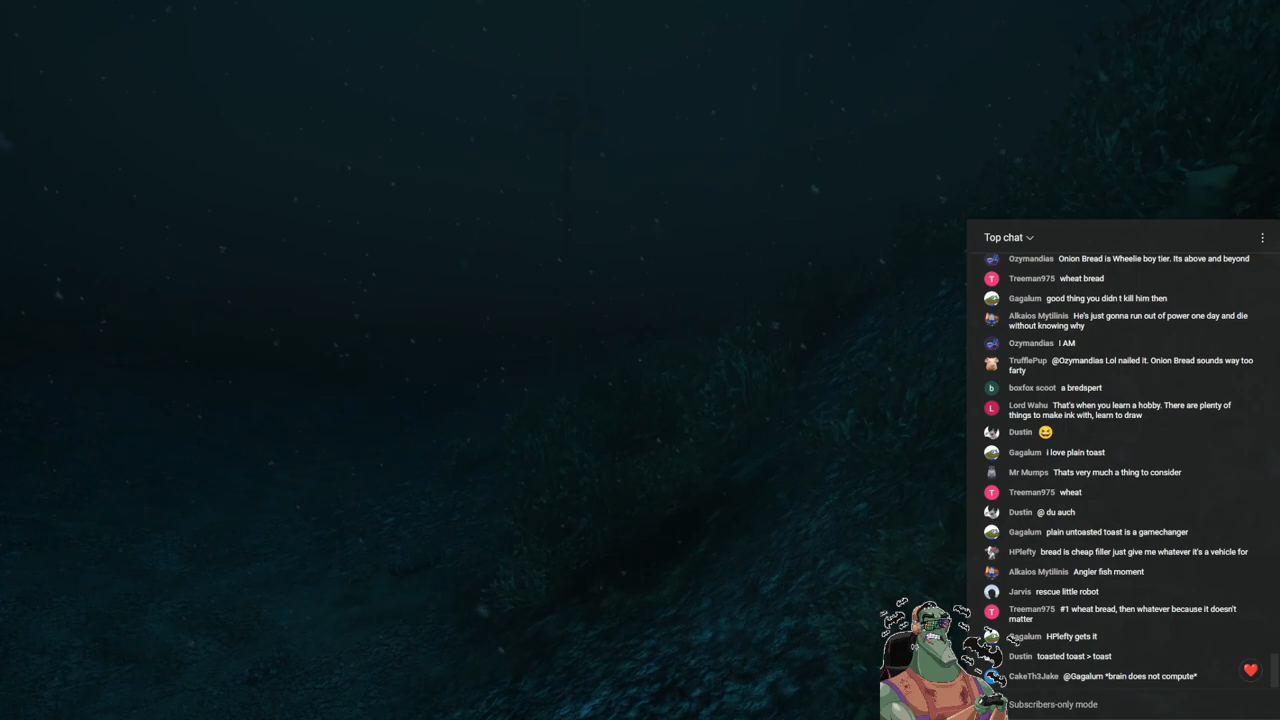 Top chat
Ozymandias Onion Bread is Wheelie boy tier. Its above and beyond
T Treeman975 wheat bread
Gagalum good thing you didn t kill him then
Alkaios Mytilinis He's just gonna run out of power one day and die
without knowing why
Ozymandias I AM
TrufflePup @Ozymandias Lol nailed it. Onion Bread sounds way too
farty
b boxfox scoot a bredspert
L Lord Wahu That's when you learn a hobby. There are plenty of
things to make ink with, learn to draw
Dustin 😆
Gagalum i love plain toast
Mr Mumps Thats very much a thing to consider
T Treeman975 wheat
Dustin @ du auch
Gagalum plain untoasted toast is a gamechanger
HPlefty bread is cheap filler just give me whatever it's a vehicle for
Alkaios Mytilinis Angler fish moment
Jarvis rescue little robot
T Treeman975 #1 wheat bread, then whatever because it doesn't
matter
Gagalum HPlefty gets it
Dustin toasted toast > toast
CakeTh3Jake @Gagalum *brain does not compute*
Subscribers-only mode